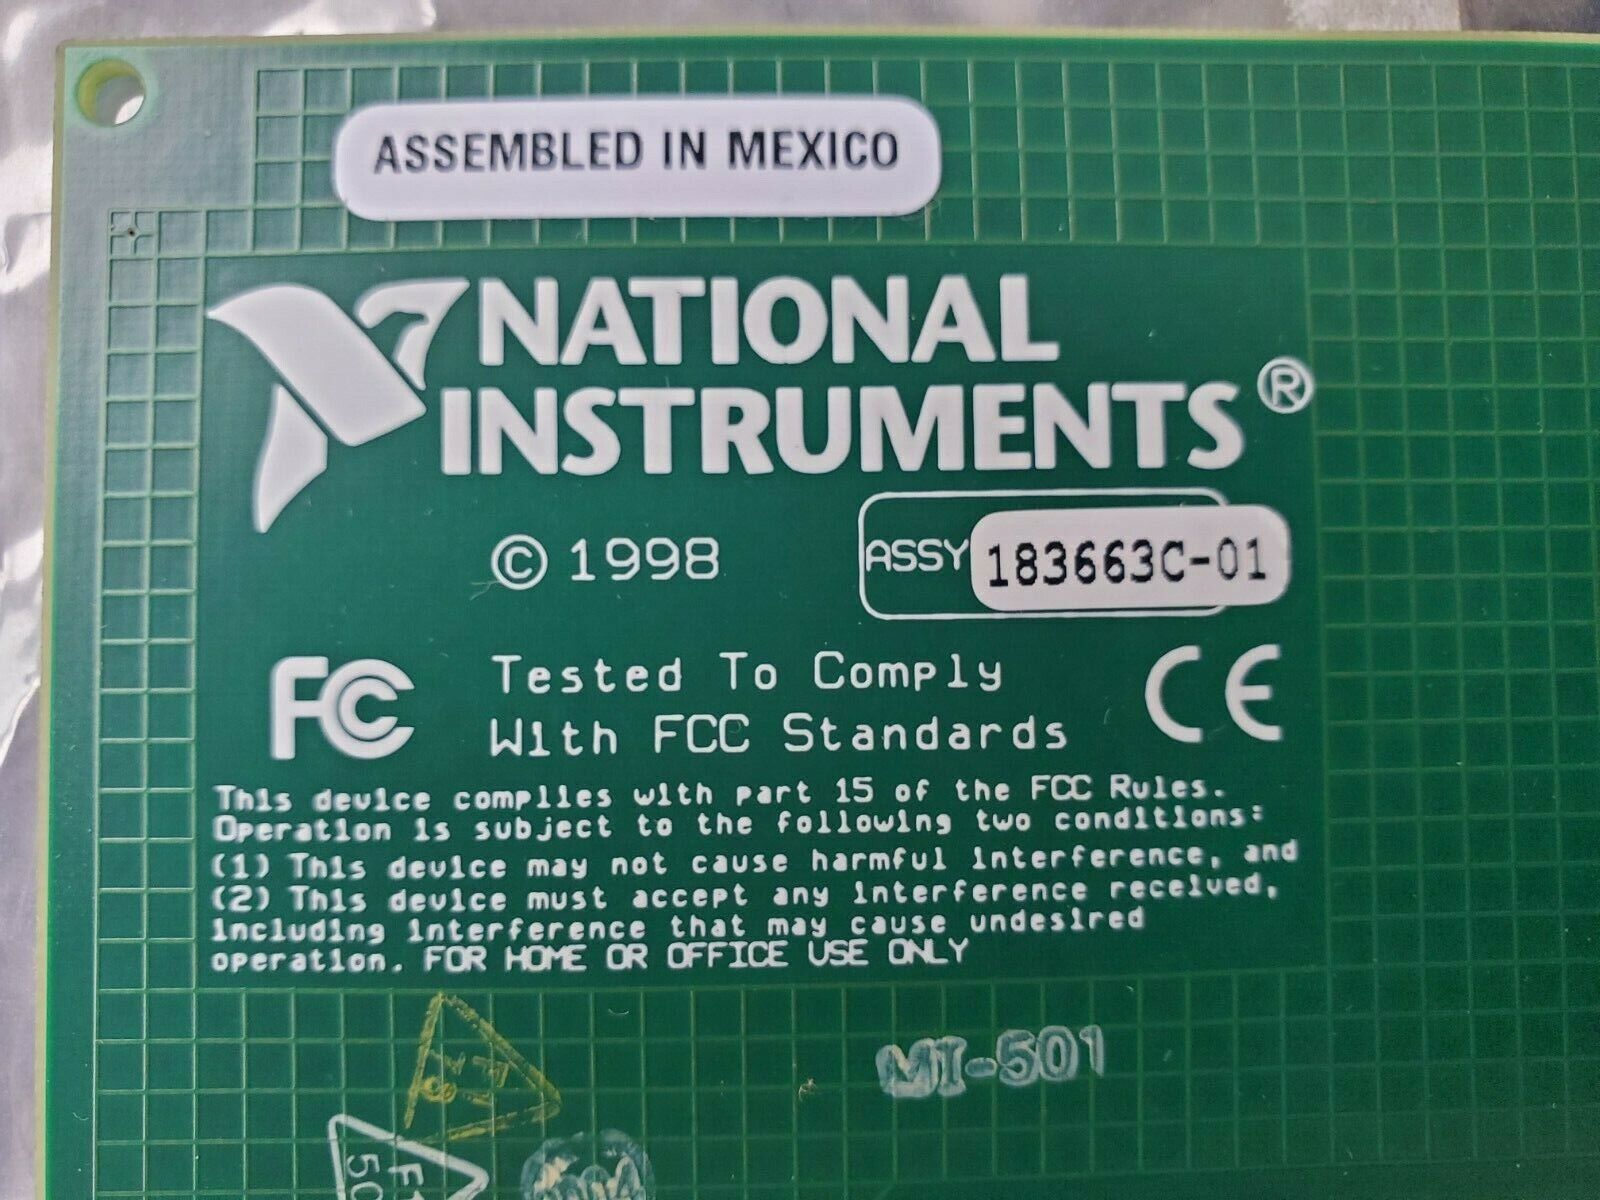 ASSEMBLED IN MEXICO
NATIONAL
INSTRUMENTS ®
© 1998
ASSY 183663C-01
FC Tested To Comply
With FCC Standards
CE
This device complies with part 15 of the FCC Rules.
Operation is subject to the following two conditions:
(1) This device may not cause harmful interference, and
(2) This device must accept any interference received,
including interference that may cause undesired
operation. FOR HOME OR OFFICE USE ONLY
MI-501